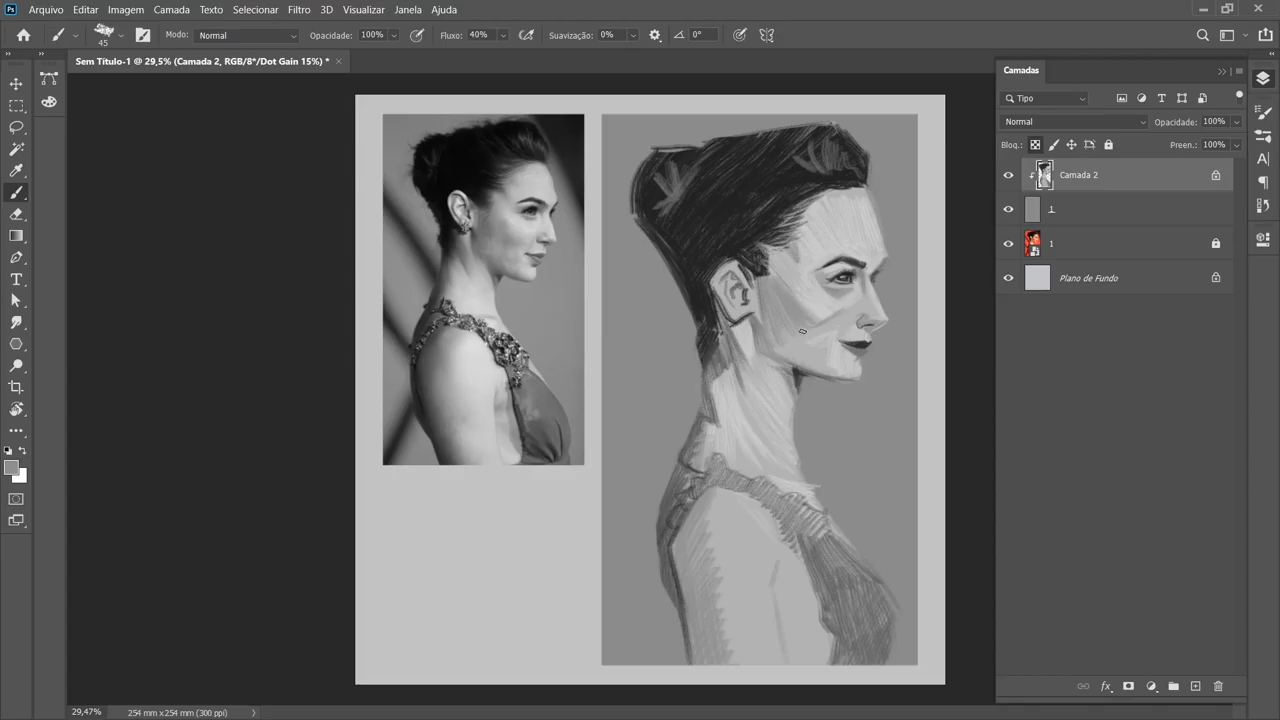 Ps Arquivo Editar Imagem Camada Texto Selecionar Filtro 3D Visualizar Janela Ajuda
45 Modo: Normal Opacidade: 100% Fluxo: 40% Suavização: 0% 0°
Sem Título-1 @ 29,5% (Camada 2, RGB/8*/Dot Gain 15%) * ×
Camadas
Tipo
Normal Opacidade: 100%
Bloq.: Preen.: 100%
Camada 2
1
1
Plano de Fundo
29,47% 254 mm x 254 mm (300 ppi)